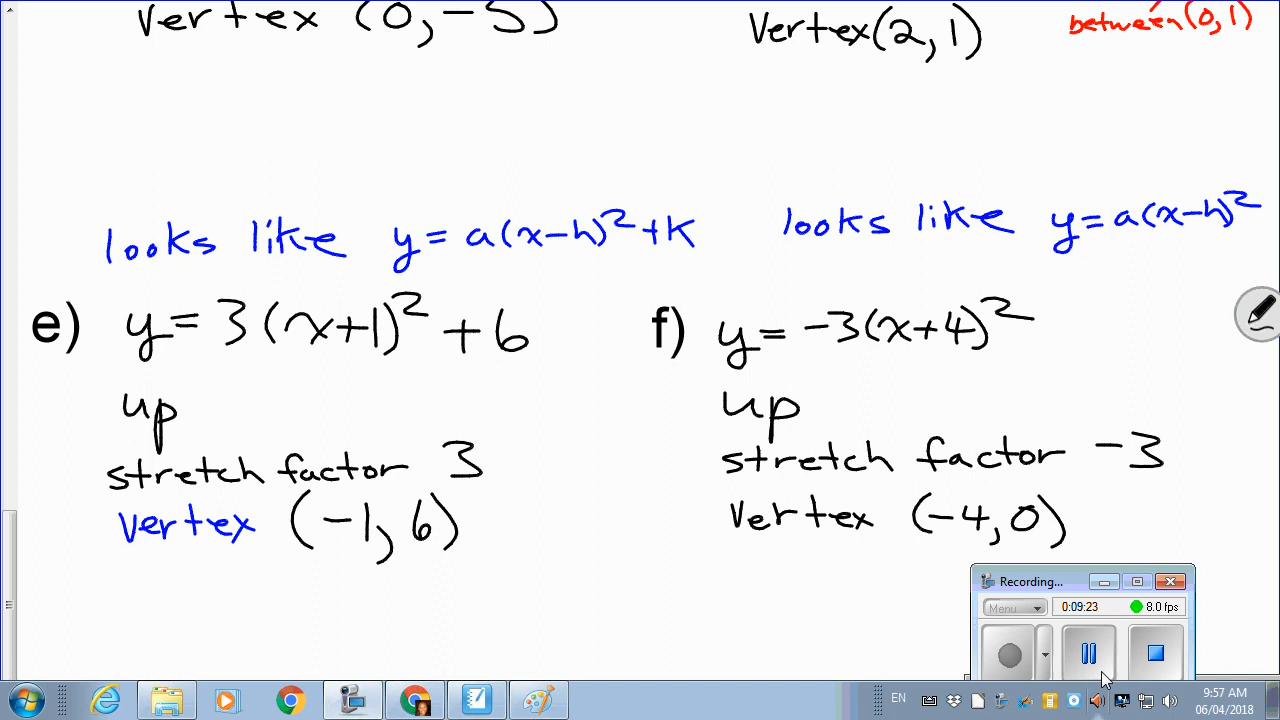 vertex (0, -5)
vertex (2, 1)
between (0, 1)
looks like y = a(x-h)² + k
looks like y = a(x-h)²
e) y = 3(x+1)² + 6
up
stretch factor 3
vertex (-1, 6)
f) y = -3(x+4)²
up
stretch factor -3
vertex (-4, 0)
Recording...
Menu
0:09:23
8.0 fps
EN
9:57 AM
06/04/2018